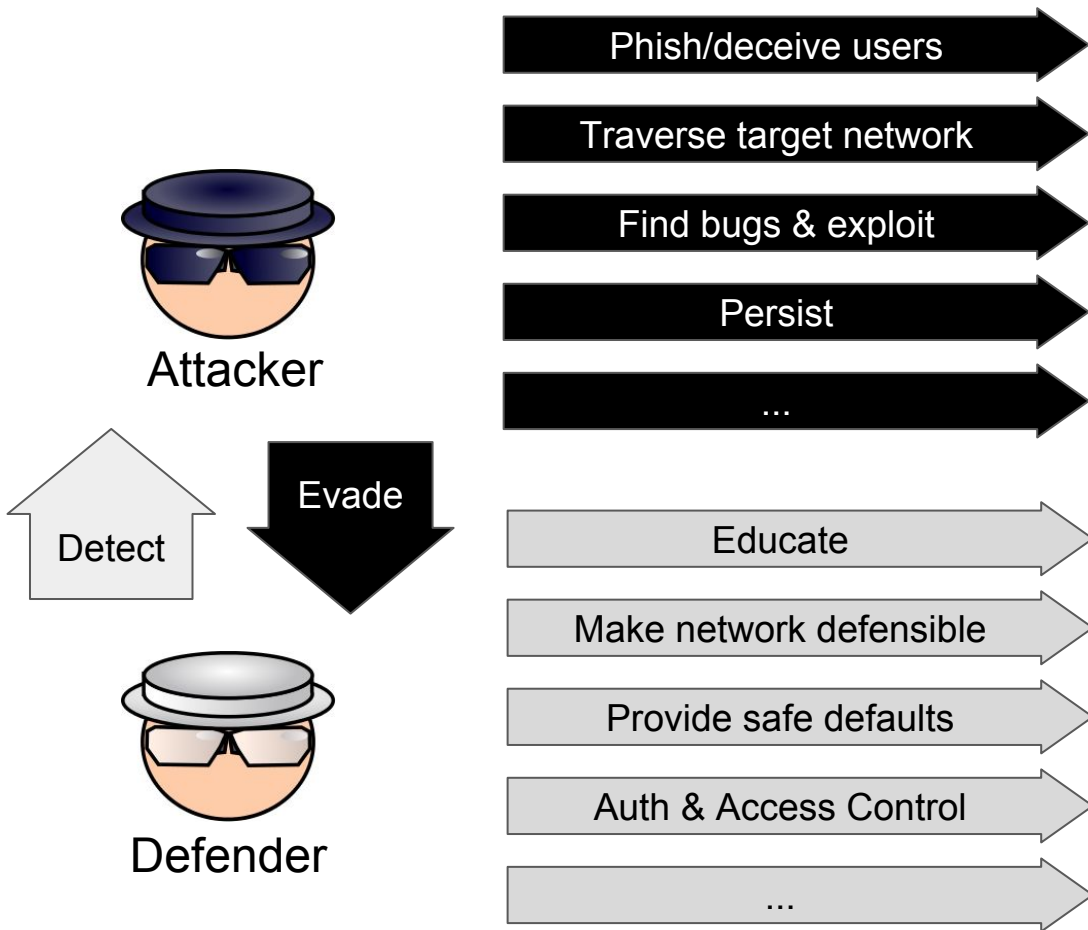 Phish/deceive users
Traverse target network
Find bugs & exploit
Persist
...
Attacker
Evade
Detect
Educate
Make network defensible
Provide safe defaults
Auth & Access Control
...
Defender